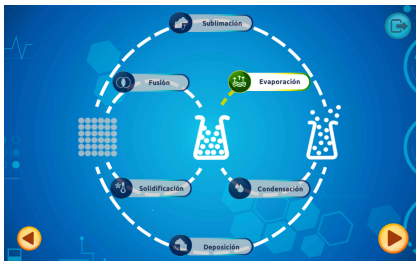 Sublimación
Fusión
Evaporación
Solidificación
Condensación
Deposición